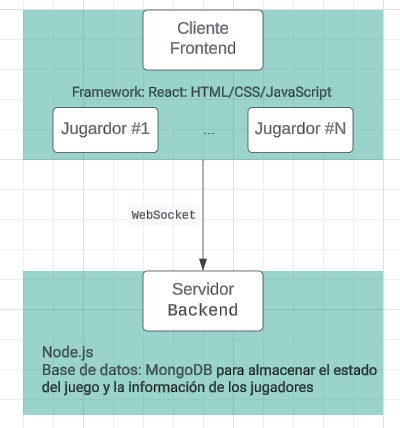 Cliente
Frontend
Framework: React: HTML/CSS/JavaScript
Jugardor #1
...
Jugardor #N
WebSocket
Servidor
Backend
Node.js
Base de datos: MongoDB para almacenar el estado
del juego y la información de los jugadores